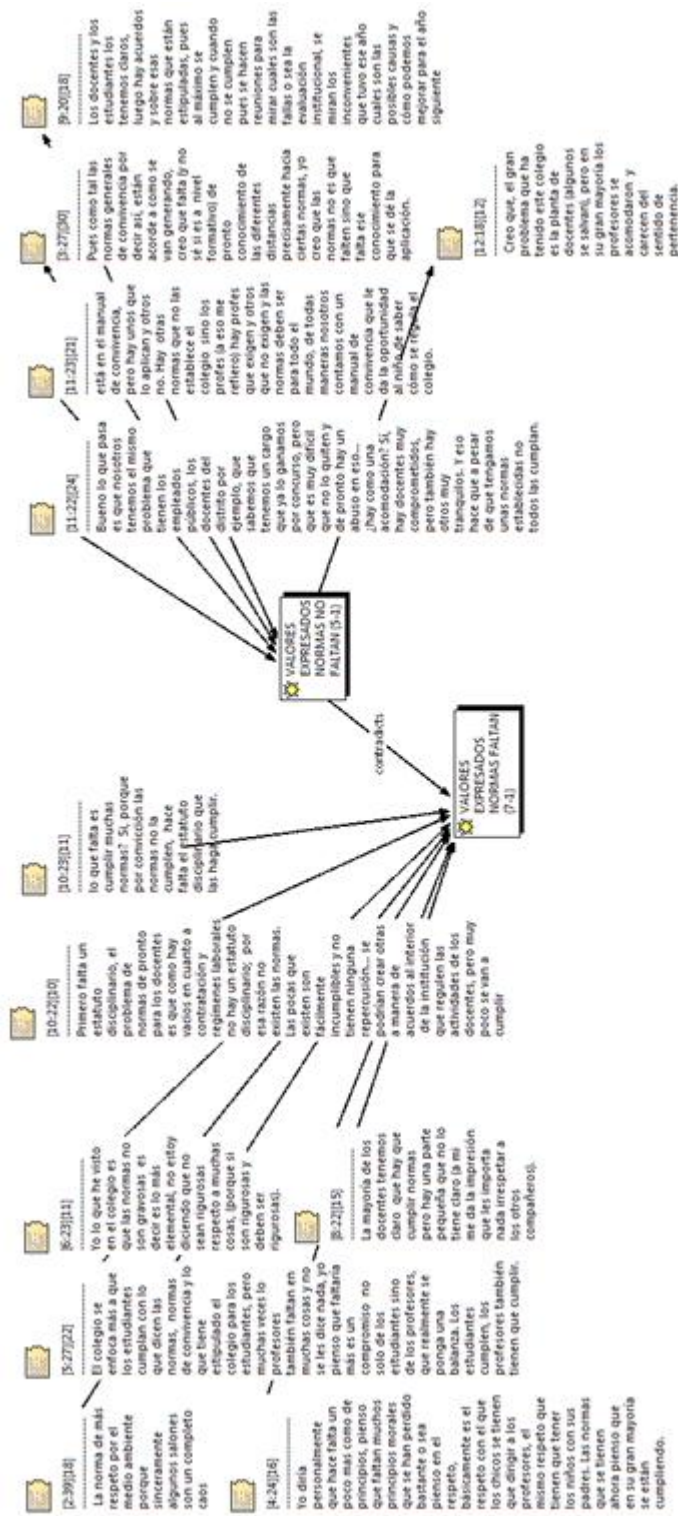 [2:39][18]
La norma de más
respeto por el
medio ambiente
porque
sinceramente
algunos salones
son un completo
caos
[4:24][16]
Yo diría
personalmente
que hace falta un
poco mas como de
principios, pienso
que faltan muchos
principios morales
que se han perdido
bastante o sea
pienso en el
respeto,
básicamente es el
respeto con el que
los chicos se tienen
que dirigir a los
profesores, el
mismo respeto que
tienen que tener
los niños con sus
padres. Las normas
que se tienen
ahora pienso que
en su gran mayoría
se están
cumpliendo.
[5:27][22]
El colegio se
enfoca más a que
los estudiantes
cumplan con lo
que dicen las
normas, normas
de convivencia y lo
que tiene
estipulado el
colegio para los
estudiantes, pero
muchas veces lo
profesores
también faltan en
muchas cosas y no
se les dice nada, yo
pienso que faltaría
más es un
compromiso no
solo de los
estudiantes sino
de los profesores,
que realmente se
ponga una
balanza. Los
estudiantes
cumplen, los
profesores también
tienen que cumplir.
[6:23][11]
Yo lo que he visto
en el colegio es
que las normas no
son gravosas es
decir es lo más
elemental, no estoy
diciendo que no
sean rigurosas
respecto a muchas
cosas, (porque si
son rigurosas y
deben ser
rigurosas).
[8:22][15]
La mayoría de los
docentes tenemos
claro que hay que
cumplir normas
pero hay una parte
pequeña que no lo
tiene claro (a mi
me da la impresión
que les importa
nada irrespetar a
los otros
compañeros).
[10:22][10]
Primero falta un
estatuto
disciplinario, el
problema de
normas de pronto
para los docentes
es que como hay
vacíos en cuanto a
contratación y
regímenes laborales
no hay un estatuto
disciplinario; por
esa razón no
existen las normas.
Las pocas que
existen son
fácilmente
incumplibles y no
tienen ninguna
repercusión... se
podrían crear otras
a manera de
acuerdos al interior
de la institución
que regulen las
actividades de los
docentes, pero muy
poco se van a
cumplir
[10:23][11]
lo que falta es
cumplir muchas
normas? Si, porque
por convicción las
normas no la
cumplen, hace
falta el estatuto
disciplinario que
las haga cumplir.
VALORES
EXPRESADOS
NORMAS FALTAN
(7-1)
contradicts
VALORES
EXPRESADOS
NORMAS NO
FALTAN (5-1)
[11:22][24]
Bueno lo que pasa
es que nosotros
tenemos el mismo
problema que
tienen los
empleados
públicos, los
docentes del
distrito por
ejemplo, que
sabemos que
tenemos un cargo
que ya lo ganamos
por concurso, pero
que es muy difícil
que no lo quiten y
de pronto hay un
abuso en eso...
¿hay como una
acomodación? Si,
hay docentes muy
comprometidos,
pero también hay
otros muy
tranquilos. Y eso
hace que a pesar
de que tengamos
unas normas
establecidas no
todos las cumplan.
[11:23][21]
está en el manual
de convivencia,
pero hay unos que
lo aplican y otros
no. Hay otras
normas que no las
establece el
colegio sino los
profes (a eso me
refiero) hay profes
que exigen y otros
que no exigen y las
normas deben ser
para todo el
mundo, de todas
maneras nosotros
contamos con un
manual de
convivencia que le
da la oportunidad
al niño de saber
cómo se regula el
colegio.
[3:27][30]
Pues como tal las
normas generales
de convivencia por
decir así, están
acorde a como se
van generando,
creo que falta (y no
sé si es a nivel
formativo) de
pronto
conocimiento de
las diferentes
distancias
precisamente hacia
ciertas normas, yo
creo que las
normas no es que
falten sino que
falta ese
conocimiento para
que se de la
aplicación.
[9:20][18]
Los docentes y los
estudiantes los
tenemos claros,
luego hay acuerdos
y sobre esas
normas que están
estipuladas, pues
al máximo se
cumplen y cuando
no se cumplen
pues se hacen
reuniones para
mirar cuales son las
fallas o sea la
evaluación
institucional, se
miran los
inconvenientes
que tuvo ese año
cuales son las
posibles causas y
cómo podemos
mejorar para el año
siguiente
[12:18][12]
Creo que, el gran
problema que ha
tenido este colegio
es la planta de
docentes (algunos
se salvan), pero en
su gran mayoría los
profesores se
acomodaron y
carecen del
sentido de
pertenencia.